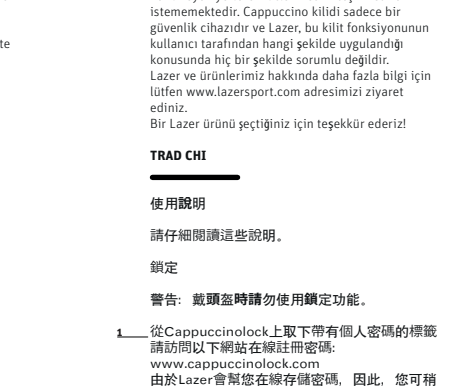 te
istememektedir. Cappuccino kilidi sadece bir
güvenlik cihazıdır ve Lazer, bu kilit fonksiyonunun
kullanıcı tarafından hangi şekilde uygulandığı
konusunda hiç bir şekilde sorumlu değildir.
Lazer ve ürünlerimiz hakkında daha fazla bilgi için
lütfen www.lazersport.com adresimizi ziyaret
ediniz.
Bir Lazer ürünü şeçtiğiniz için teşekkür ederiz!
TRAD CHI
使用說明
請仔細閱讀這些說明。
鎖定
警告: 戴頭盔時請勿使用鎖定功能。
1 從Cappuccinolock上取下帶有個人密碼的標籤
請訪問以下網站在線註冊密碼:
www.cappuccinolock.com
由於Lazer會幫您在線存儲密碼，因此，您可稍